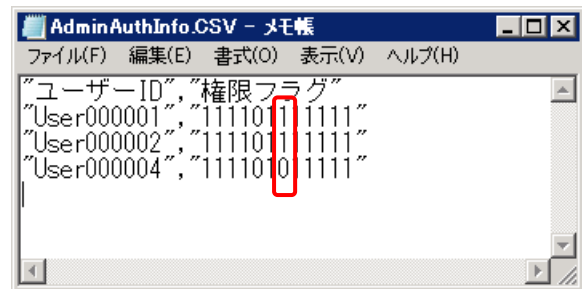 AdminAuthInfo.CSV - メモ帳
ファイル(F) 編集(E) 書式(O) 表示(V) ヘルプ(H)
"ユーザーID","権限フラグ"
"User000001","11110111111"
"User000002","11110111111"
"User000004","11110101111"